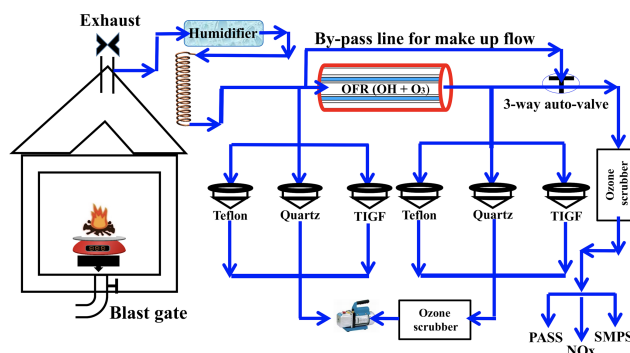 Exhaust
Humidifier
By-pass line for make up flow
OFR (OH + O₃)
3-way auto-valve
Ozone
scrubber
Teflon
Quartz
TIGF
Teflon
Quartz
TIGF
Blast gate
Ozone
scrubber
PASS
NOx
SMPS